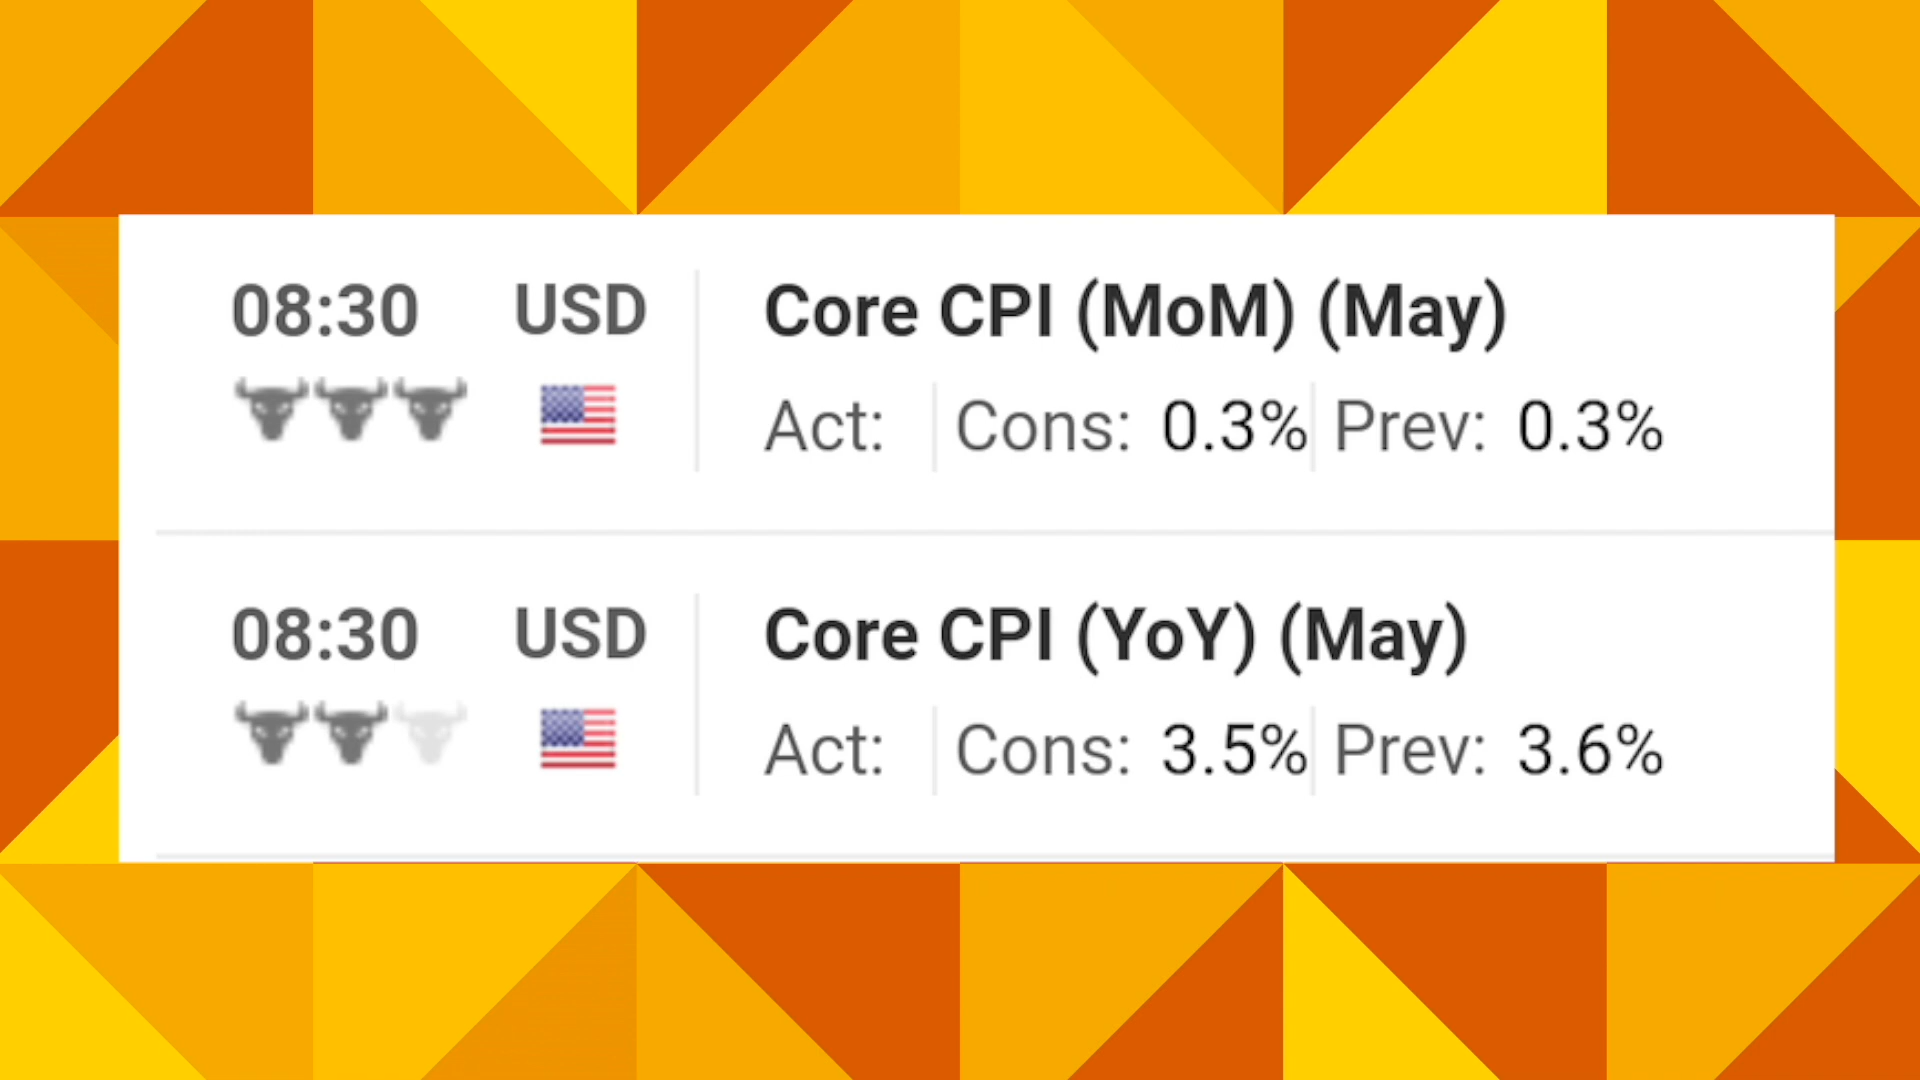 08:30 USD Core CPI (MoM) (May)
Act: Cons: 0.3% Prev: 0.3%
08:30 USD Core CPI (YoY) (May)
Act: Cons: 3.5% Prev: 3.6%